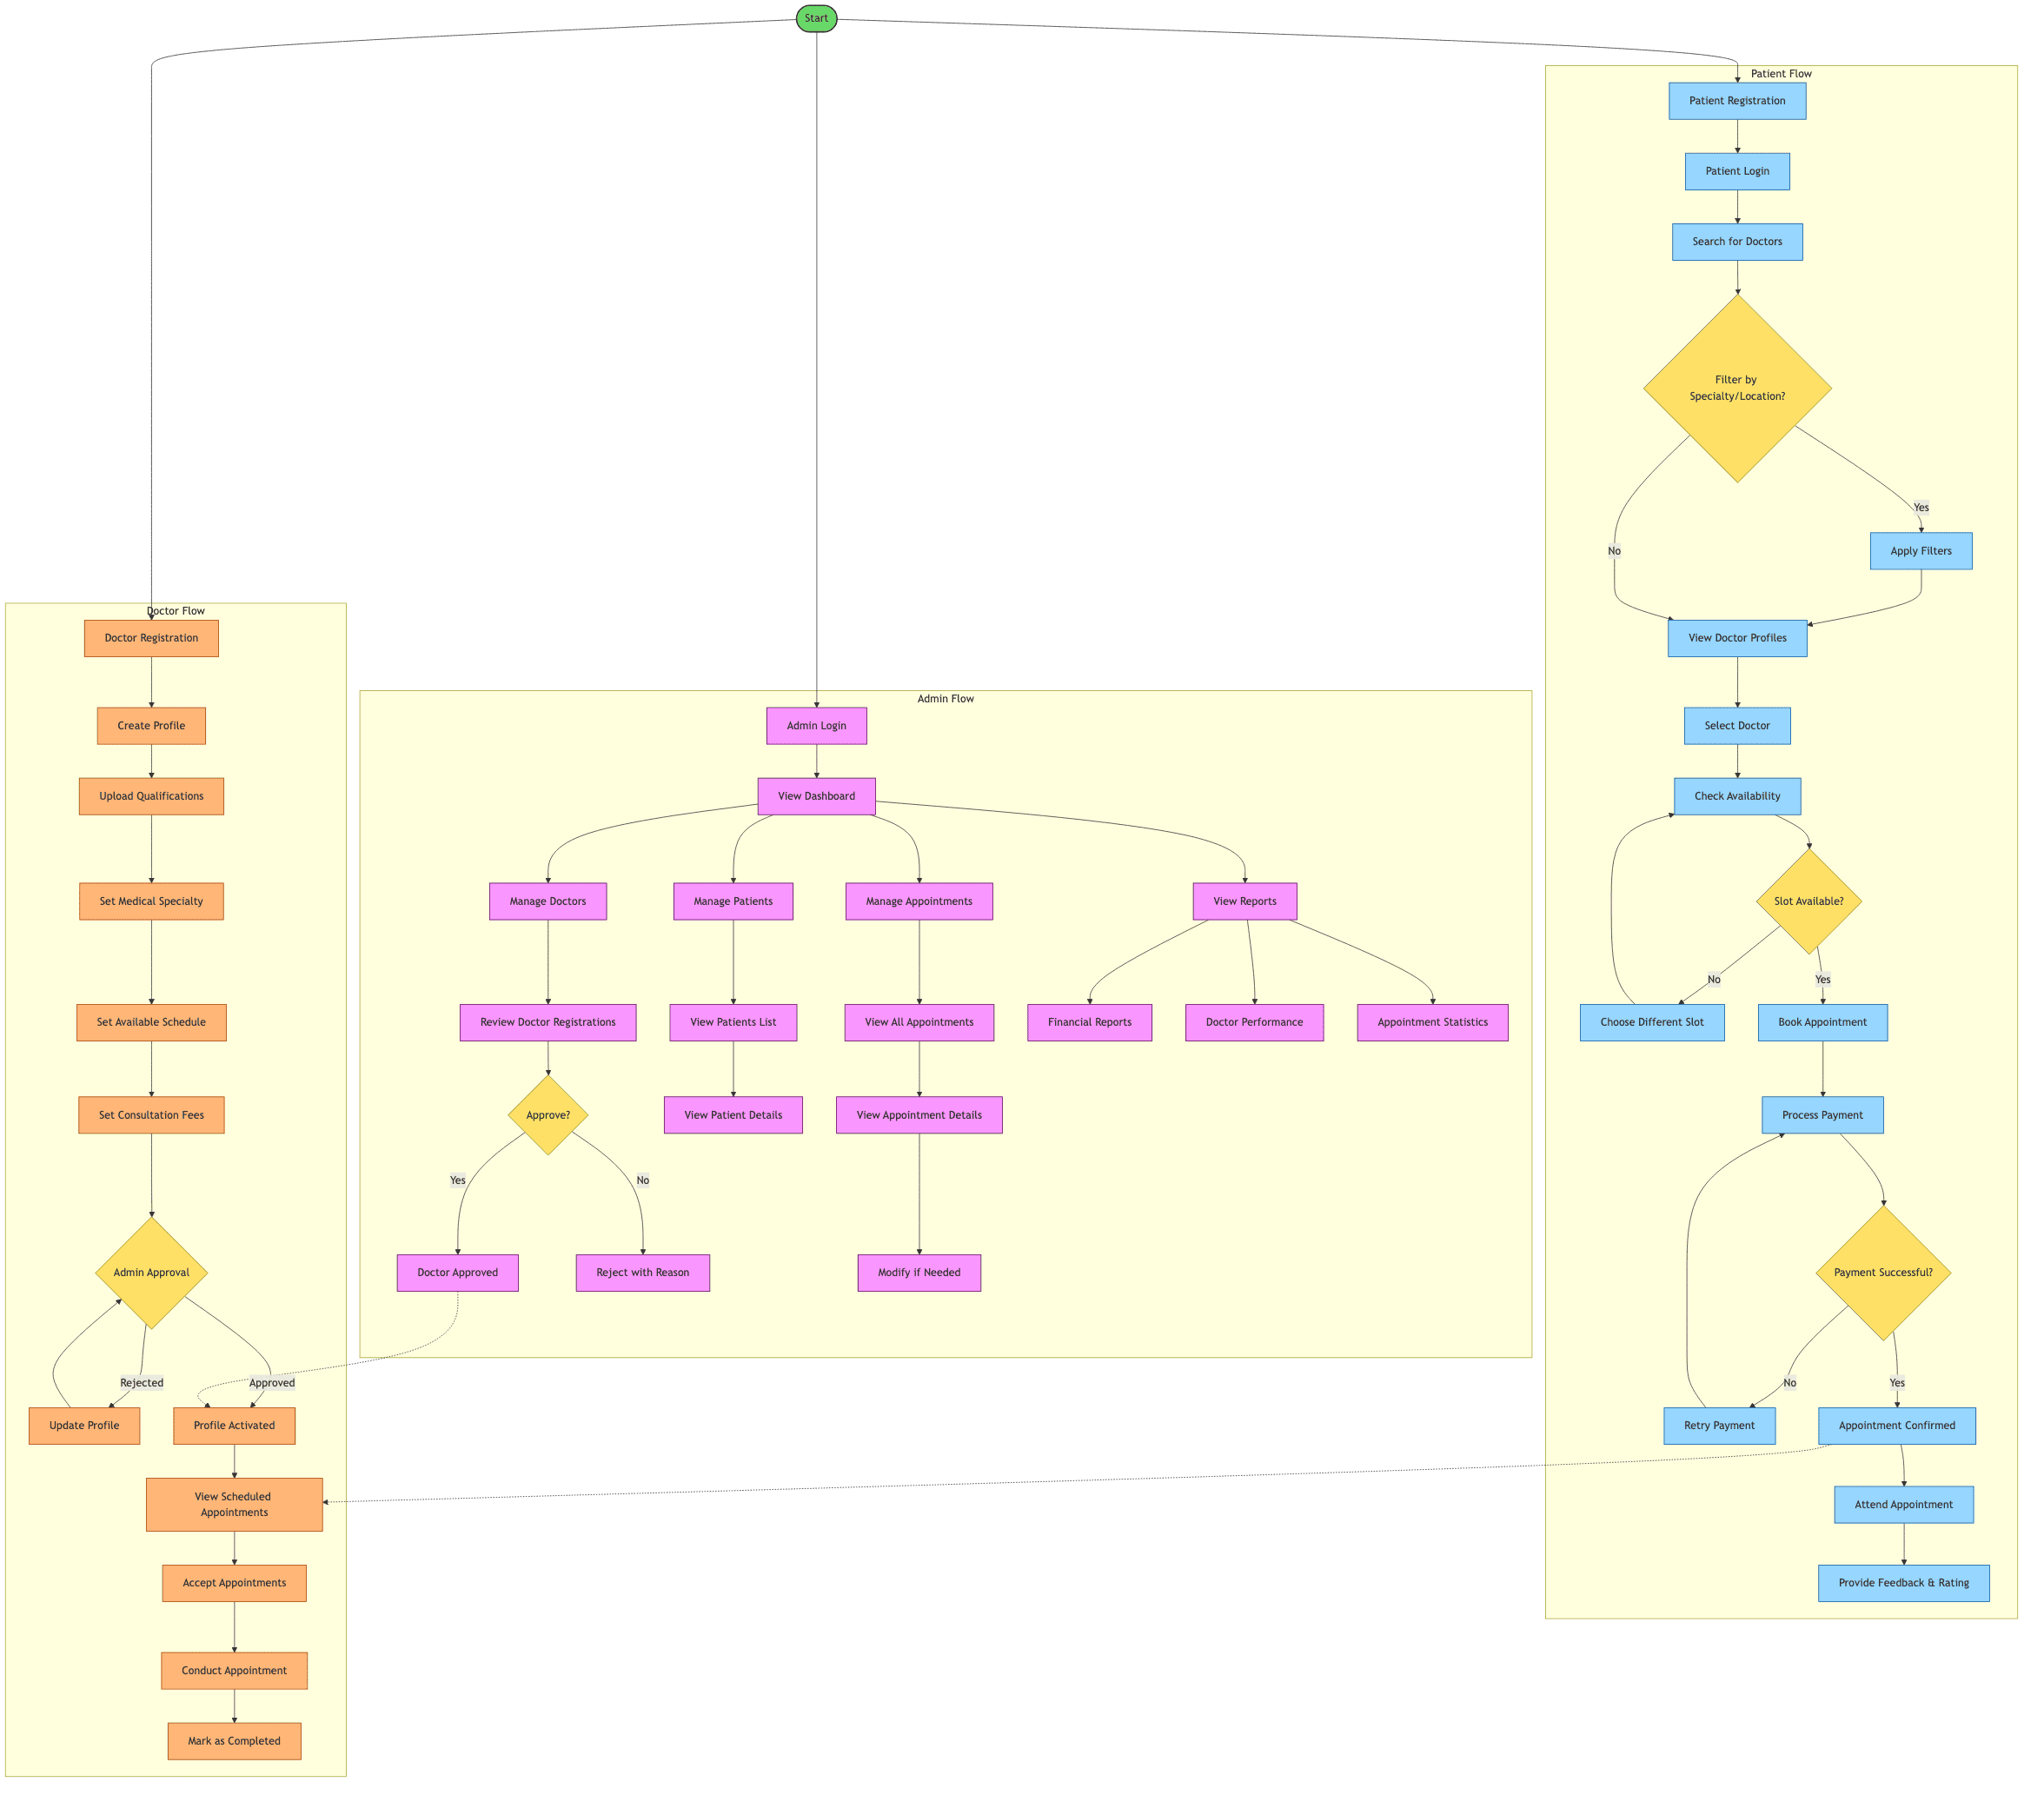 Start
Patient Flow
Patient Registration
Patient Login
Search for Doctors
Filter by
Specialty/Location?
Yes
No
Apply Filters
View Doctor Profiles
Select Doctor
Check Availability
Slot Available?
No
Yes
Choose Different Slot
Book Appointment
Process Payment
Payment Successful?
No
Yes
Retry Payment
Appointment Confirmed
Attend Appointment
Provide Feedback & Rating
Doctor Flow
Doctor Registration
Create Profile
Upload Qualifications
Set Medical Specialty
Set Available Schedule
Set Consultation Fees
Admin Approval
Rejected
Approved
Update Profile
Profile Activated
View Scheduled
Appointments
Accept Appointments
Conduct Appointment
Mark as Completed
Admin Flow
Admin Login
View Dashboard
Manage Doctors
Manage Patients
Manage Appointments
View Reports
Review Doctor Registrations
View Patients List
View All Appointments
Financial Reports
Doctor Performance
Appointment Statistics
Approve?
View Patient Details
View Appointment Details
Yes
No
Doctor Approved
Reject with Reason
Modify if Needed